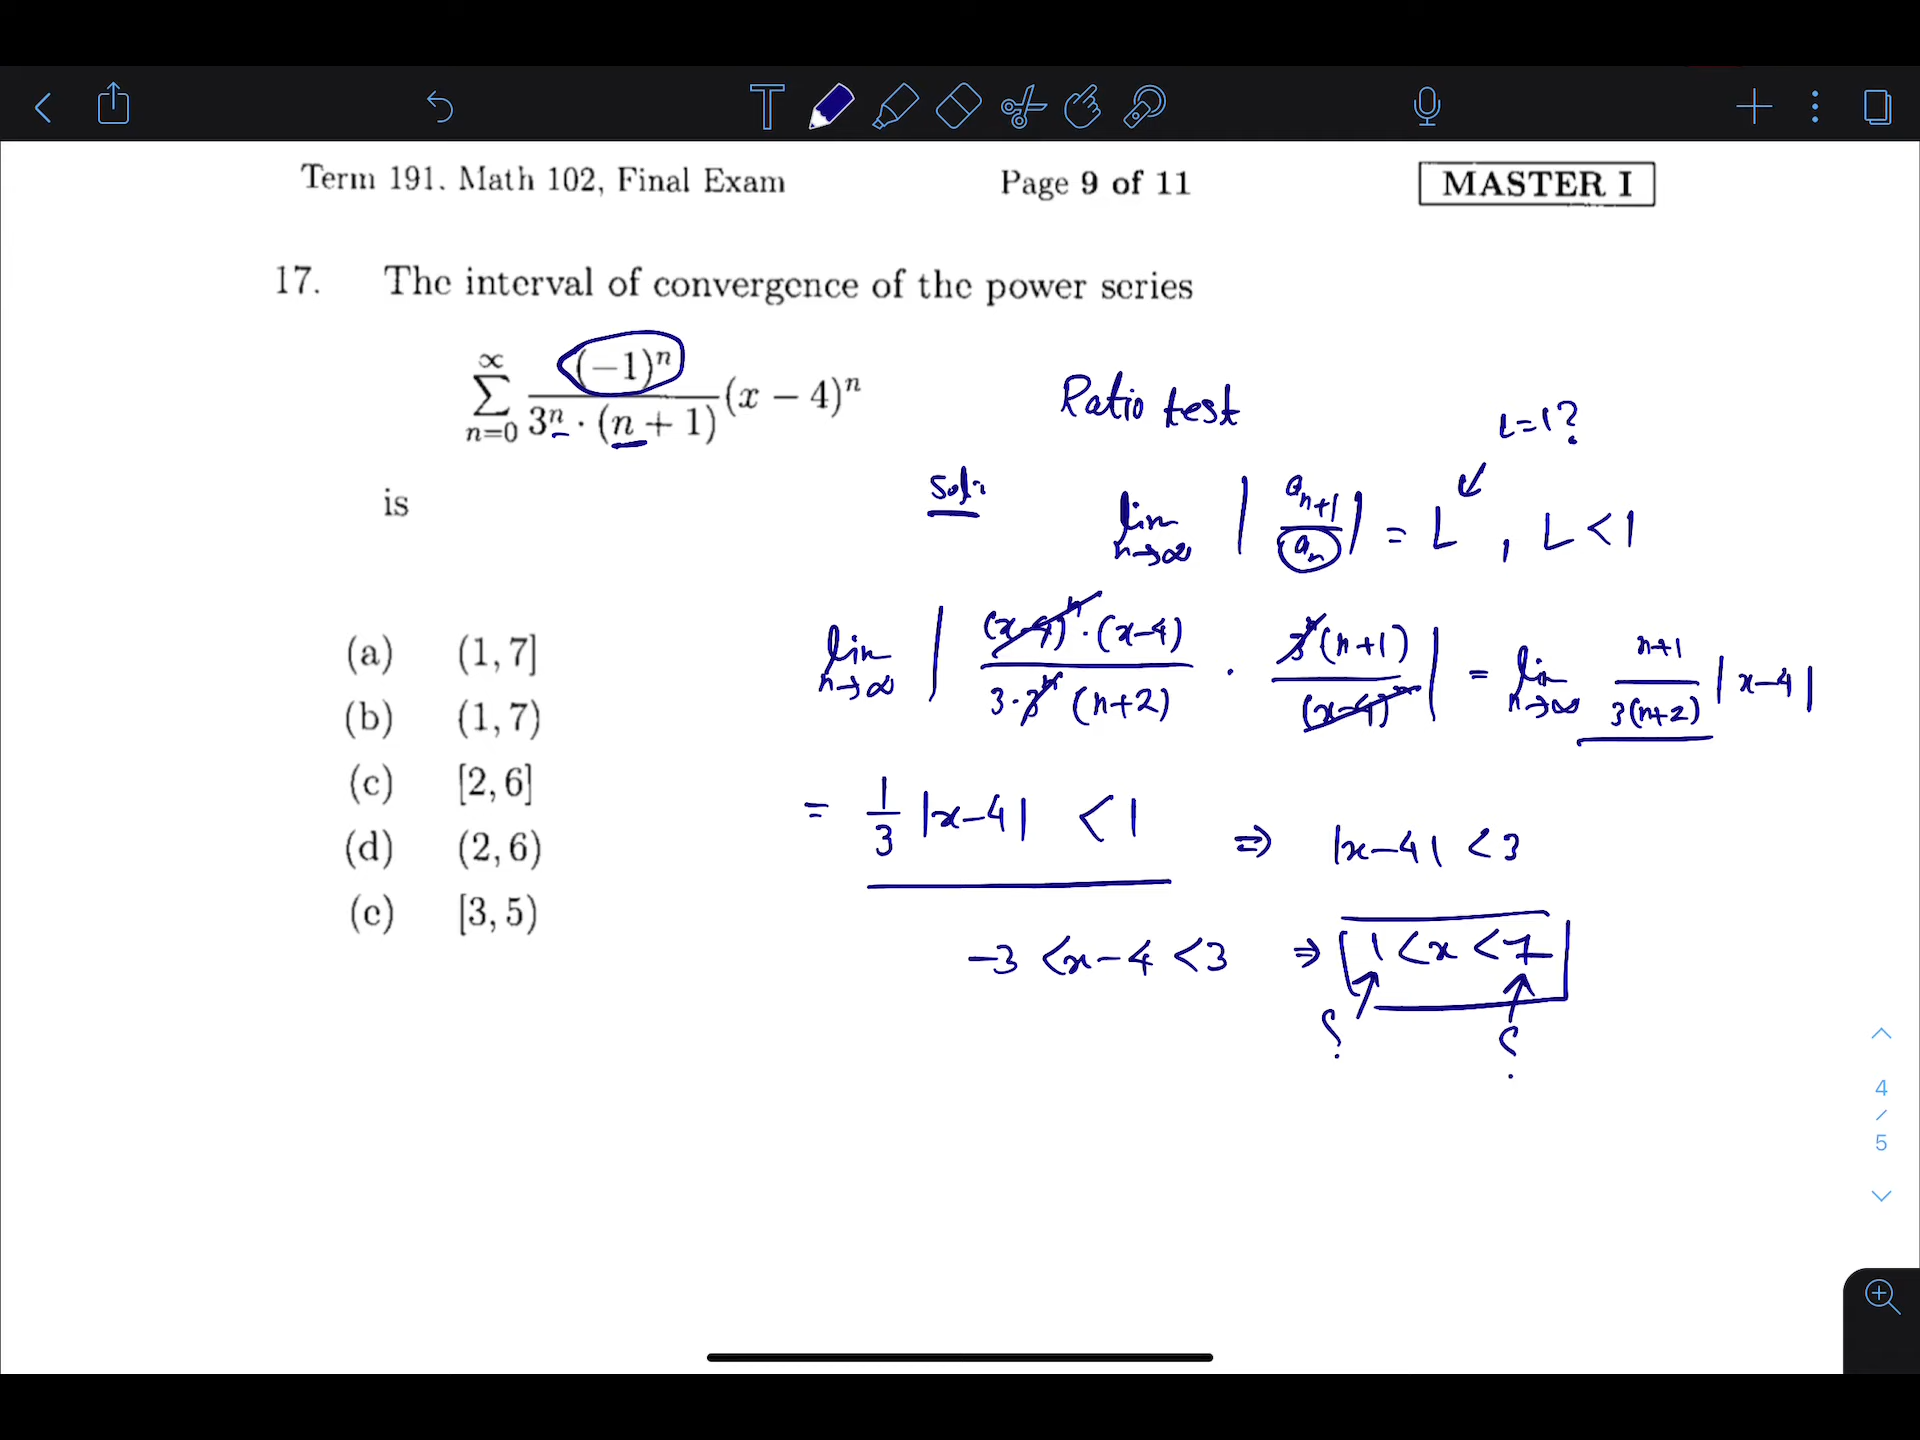 Term 191, Math 102, Final Exam Page 9 of 11 MASTER I
17. The interval of convergence of the power series
∑_{n=0}^{∞} (−1)^n / (3^n · (n + 1)) (x − 4)^n
Ratio test
L=1?
is
Soln
lim_{n→∞} | a_{n+1} / a_n | = L , L < 1
(a) (1, 7]
(b) (1, 7)
(c) [2, 6]
(d) (2, 6)
(e) [3, 5)
lim_{n→∞} | (x−4)^n · (x−4) / 3·3^n (n+2) · 3^n (n+1) / (x−4)^n | = lim_{n→∞} n+1 / 3(n+2) |x−4|
= 1/3 |x−4| < 1 ⇒ |x−4| < 3
−3 < x−4 < 3 ⇒ 1 < x < 7
? ?
4
/
5